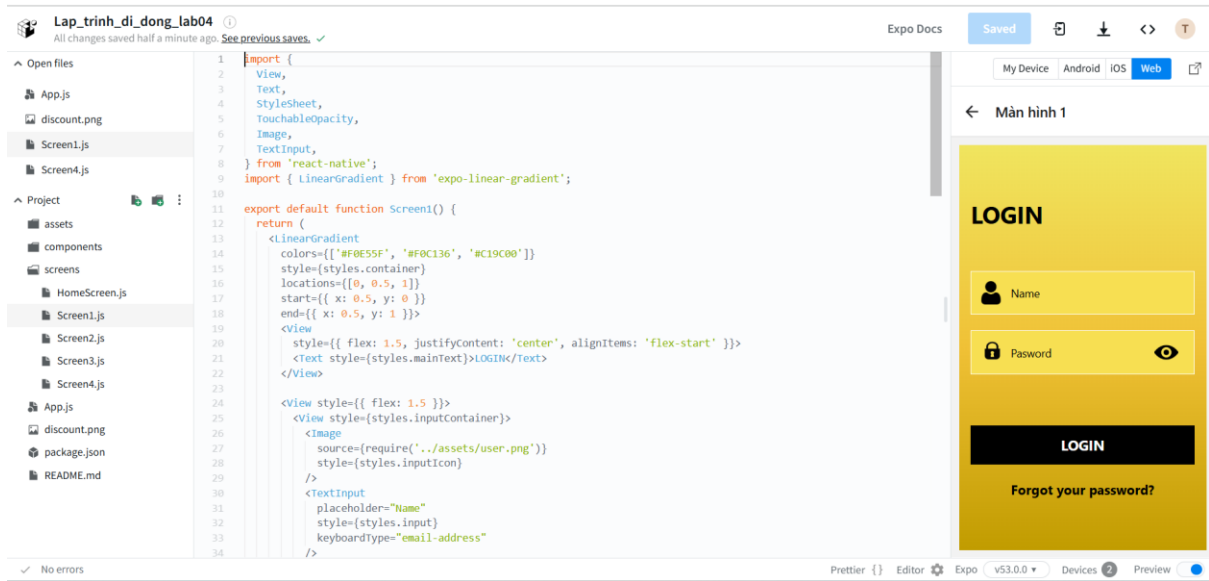 Lap_trinh_di_dong_lab04
All changes saved half a minute ago. See previous saves.
Expo Docs
Saved
T
Open files
App.js
discount.png
Screen1.js
Screen4.js
Project
assets
components
screens
HomeScreen.js
Screen1.js
Screen2.js
Screen3.js
Screen4.js
App.js
discount.png
package.json
README.md
1 import {
2 View,
3 Text,
4 StyleSheet,
5 TouchableOpacity,
6 Image,
7 TextInput,
8 } from 'react-native';
9 import { LinearGradient } from 'expo-linear-gradient';
10
11 export default function Screen1() {
12 return (
13 <LinearGradient
14 colors={['#F0E55F', '#F0C136', '#C19C00']}
15 style={styles.container}
16 locations={[0, 0.5, 1]}
17 start={{ x: 0.5, y: 0 }}
18 end={{ x: 0.5, y: 1 }}>
19 <View
20 style={{ flex: 1.5, justifyContent: 'center', alignItems: 'flex-start' }}>
21 <Text style={styles.mainText}>LOGIN</Text>
22 </View>
23
24 <View style={{ flex: 1.5 }}>
25 <View style={styles.inputContainer}>
26 <Image
27 source={require('../assets/user.png')}
28 style={styles.inputIcon}
29 />
30 <TextInput
31 placeholder="Name"
32 style={styles.input}
33 keyboardType="email-address"
34 />
My Device Android iOS Web
Màn hình 1
LOGIN
Name
Pasword
LOGIN
Forgot your password?
No errors
Prettier {} Editor Expo v53.0.0 Devices 2 Preview